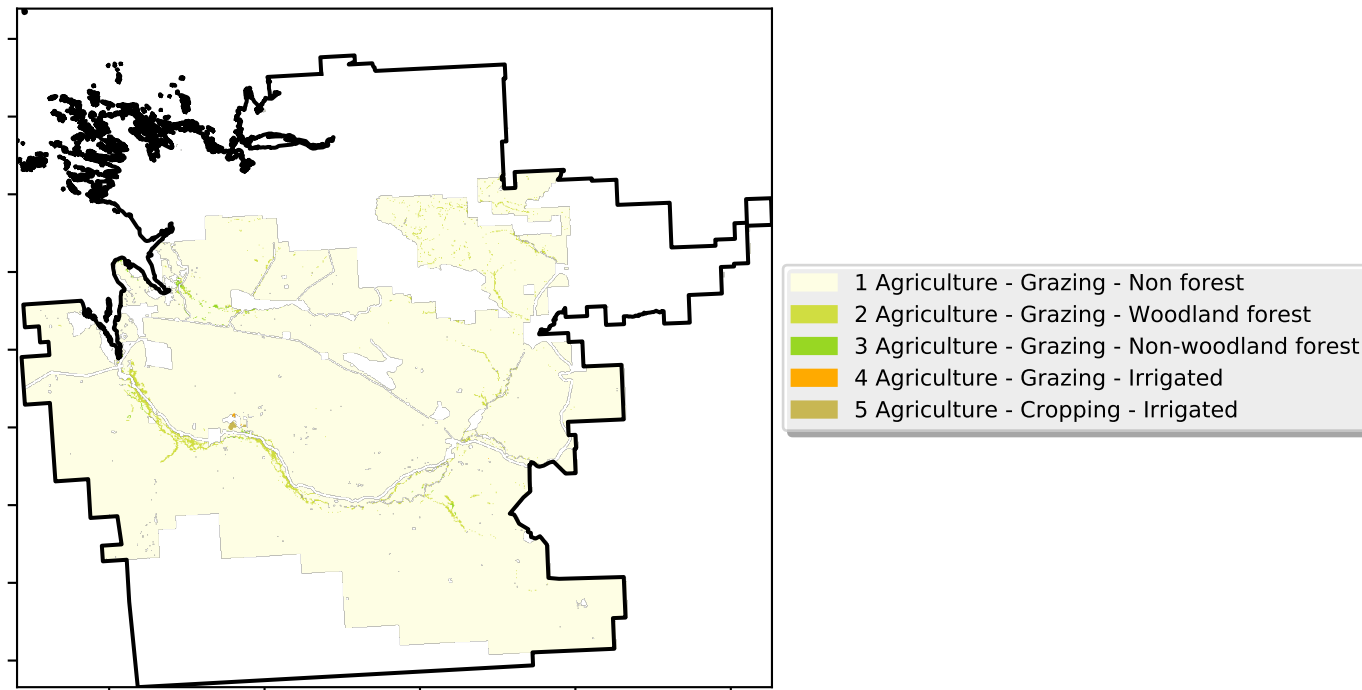 1 Agriculture - Grazing - Non forest
2 Agriculture - Grazing - Woodland forest
3 Agriculture - Grazing - Non-woodland forest
4 Agriculture - Grazing - Irrigated
5 Agriculture - Cropping - Irrigated